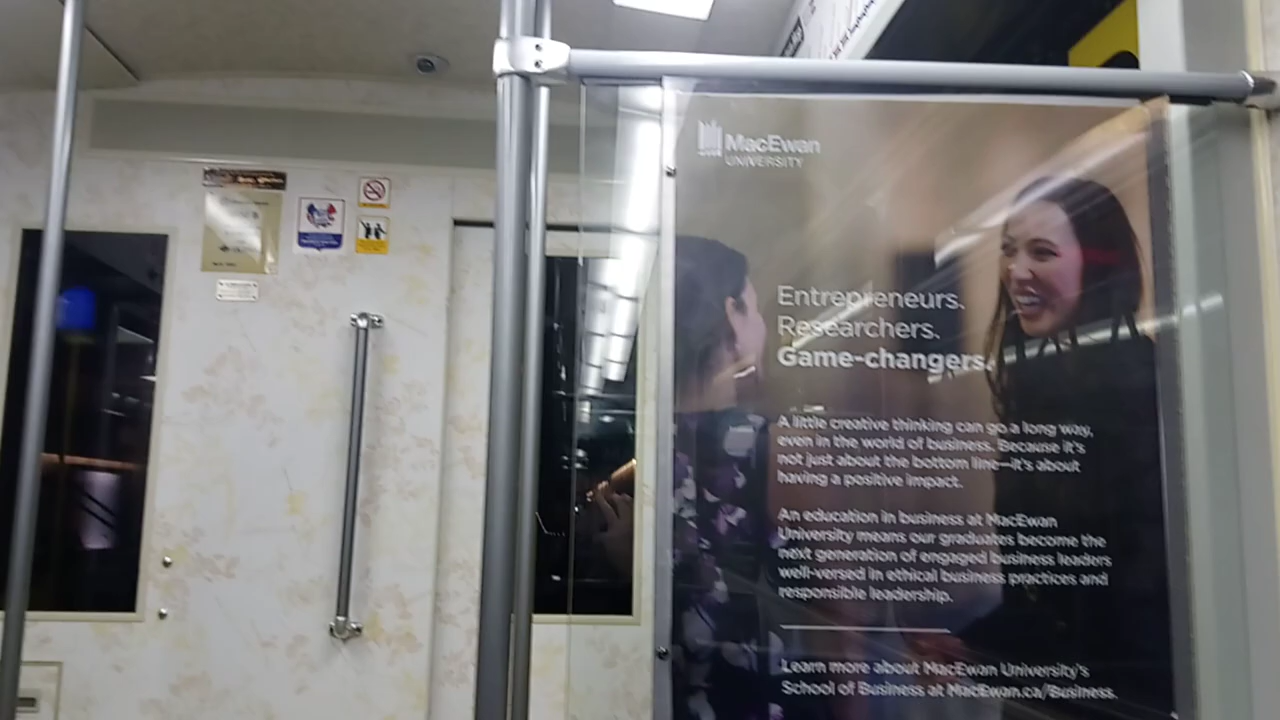 MacEwan
UNIVERSITY
Entrepreneurs.
Researchers.
Game-changers.
A little creative thinking can go a long way,
even in the world of business. Because it's
not just about the bottom line—it's about
having a positive impact.
An education in business at MacEwan
University means our graduates become the
next generation of engaged business leaders
well-versed in ethical business practices and
responsible leadership.
Learn more about MacEwan University's
School of Business at MacEwan.ca/Business.